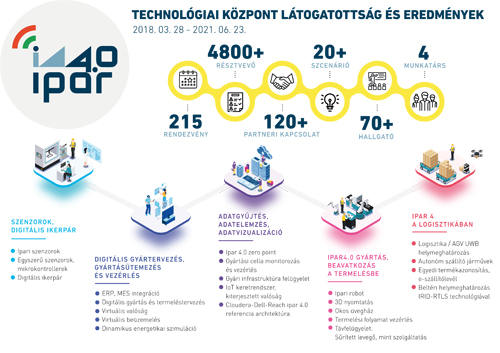 im40
ipar
TECHNOLÓGIAI KÖZPONT LÁTOGATOTTSÁG ÉS EREDMÉNYEK
2018. 03. 28 - 2021. 06. 23.
4800+
RÉSZTVEVŐ
20+
SZCENÁRIÓ
4
MUNKATÁRS
215
RENDEZVÉNY
120+
PARTNERI KAPCSOLAT
70+
HALLGATÓ
SZENZOROK,
DIGITÁLIS IKERPÁR
Ipari szenzorok
Egyszerű szenzorok,
mikrokontrollerek
Digitális ikerpár
DIGITÁLIS GYÁRTERVEZÉS,
GYÁRTÁSÜTEMEZÉS
ÉS VEZÉRLÉS
ERP, MES integráció
Digitális gyártás és termeléstervezés
Virtuális valóság
Virtuális beüzemelés
Dinamikus energetikai szimuláció
ADATGYŰJTÉS,
ADATELEMZÉS,
ADATVIZUALIZÁCIÓ
Ipar 4.0 zero point
Gyártási cella monitorozás
és vezérlés
Gyári infrastruktúra felügyelet
IoT keretrendszer,
kiterjesztett valóság
Cloudera-Dell-Reach ipar 4.0
referencia architektúra
IPAR4.0 GYÁRTÁS,
BEAVATKOZÁS
A TERMELÉSBE
Ipari robot
3D nyomtatás
Okos üvegház
Termelési folyamat vezérlés
Távfelügyelet.
Sűrített levegő, mint szolgáltatás
IPAR 4
A LOGISZTIKÁBAN
Logisztika / AGV UWB
helymeghatározás
Autonóm szállító járművek
Egyedi termékazonosítás,
e-szállítólevél
Beltéri helymeghatározás
IRID-RTLS technológiával